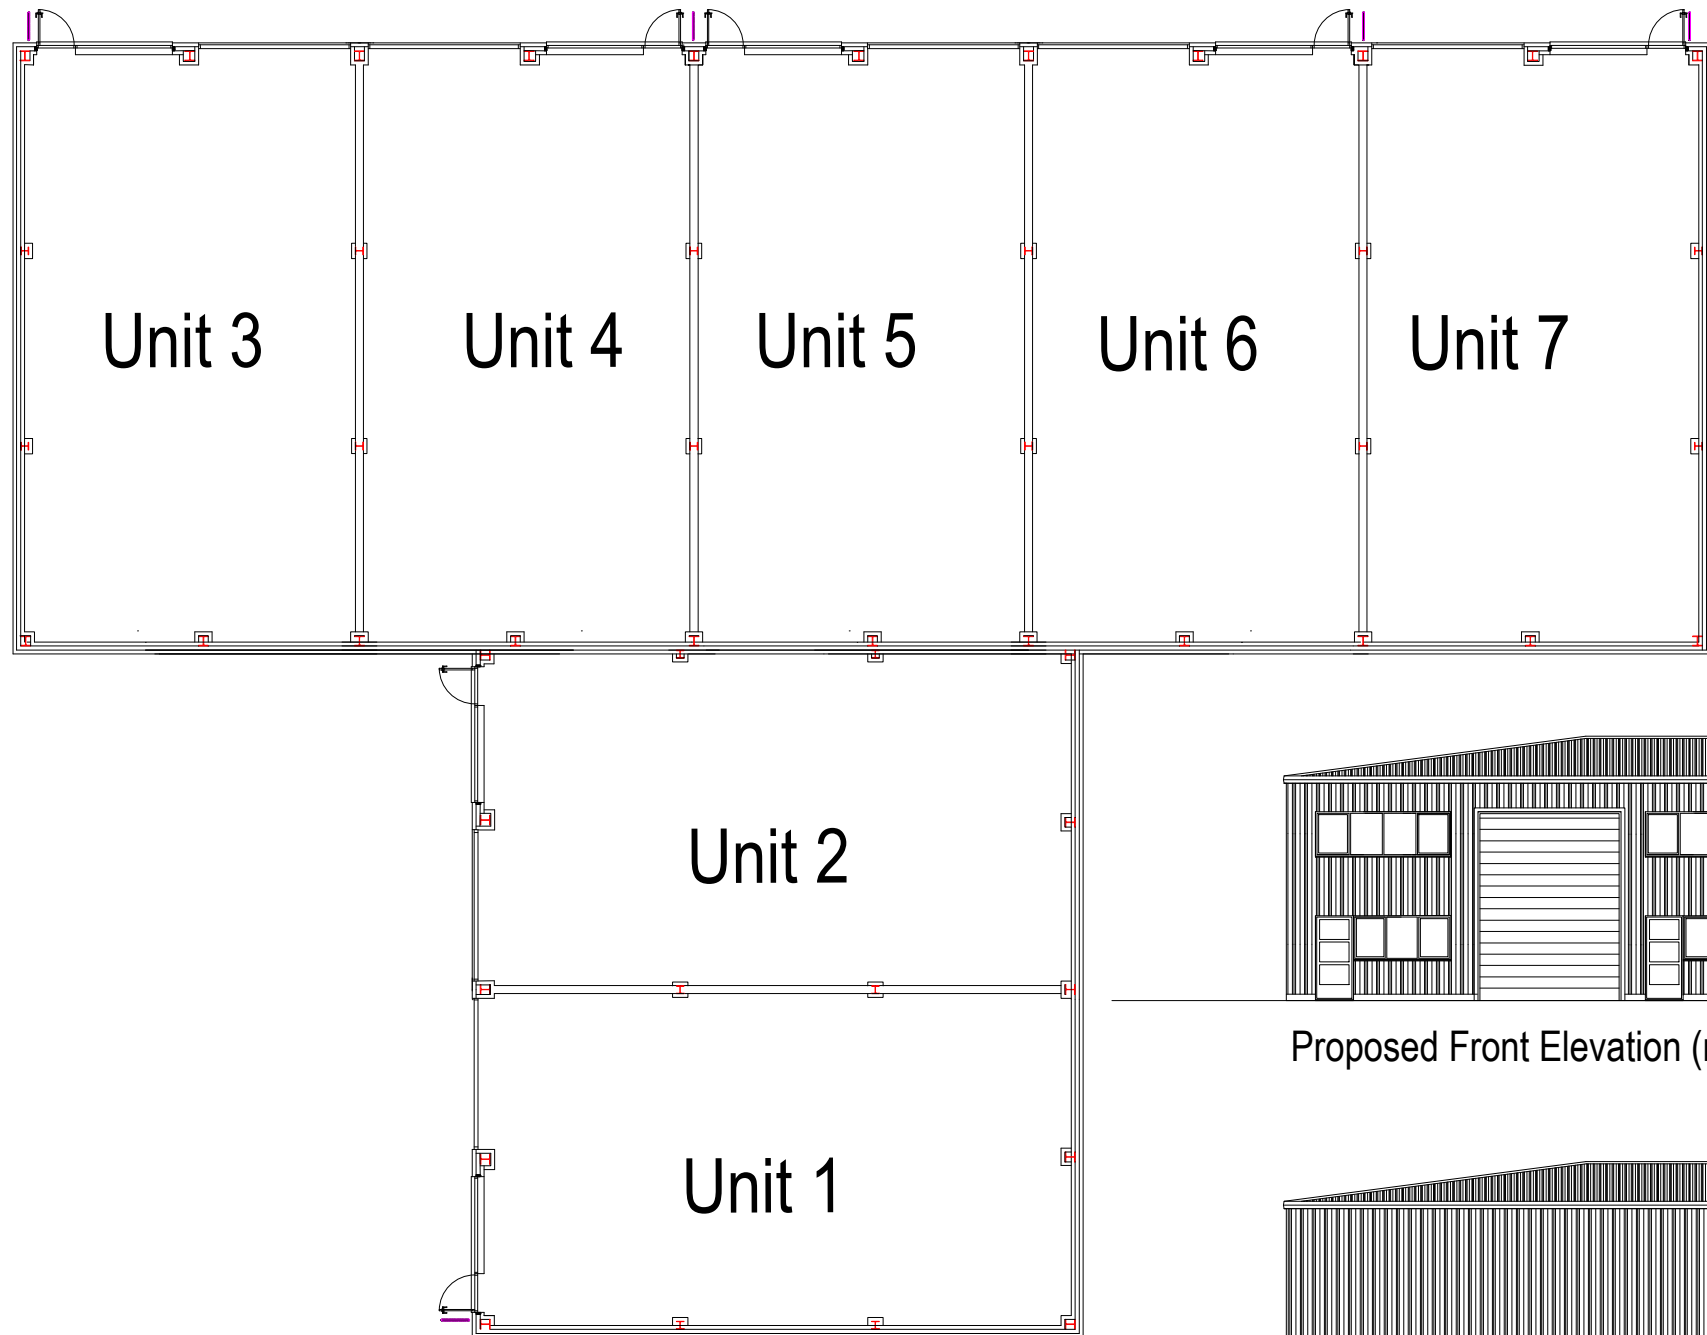 Unit 3
Unit 4
Unit 5
Unit 6
Unit 7
Unit 2
Unit 1
Proposed Front Elevation (